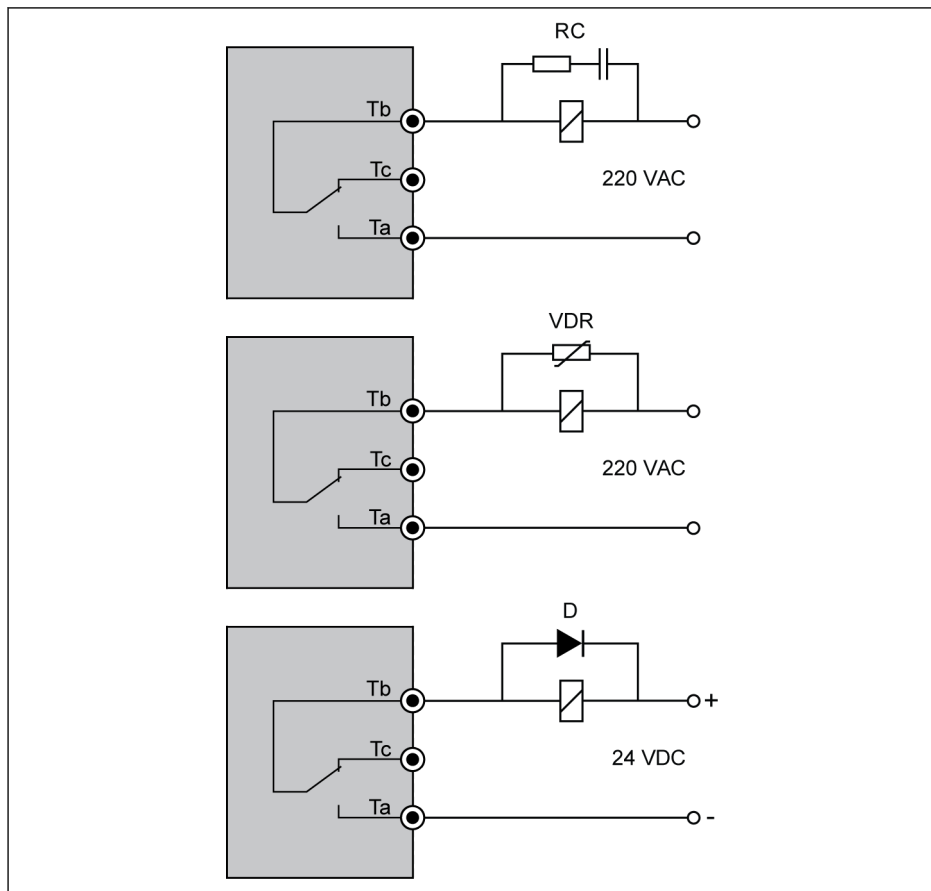 RC
Tb
Tc
220 VAC
Ta
VDR
Tb
Tc
220 VAC
Ta
D
Tb
+
Tc
24 VDC
Ta
-